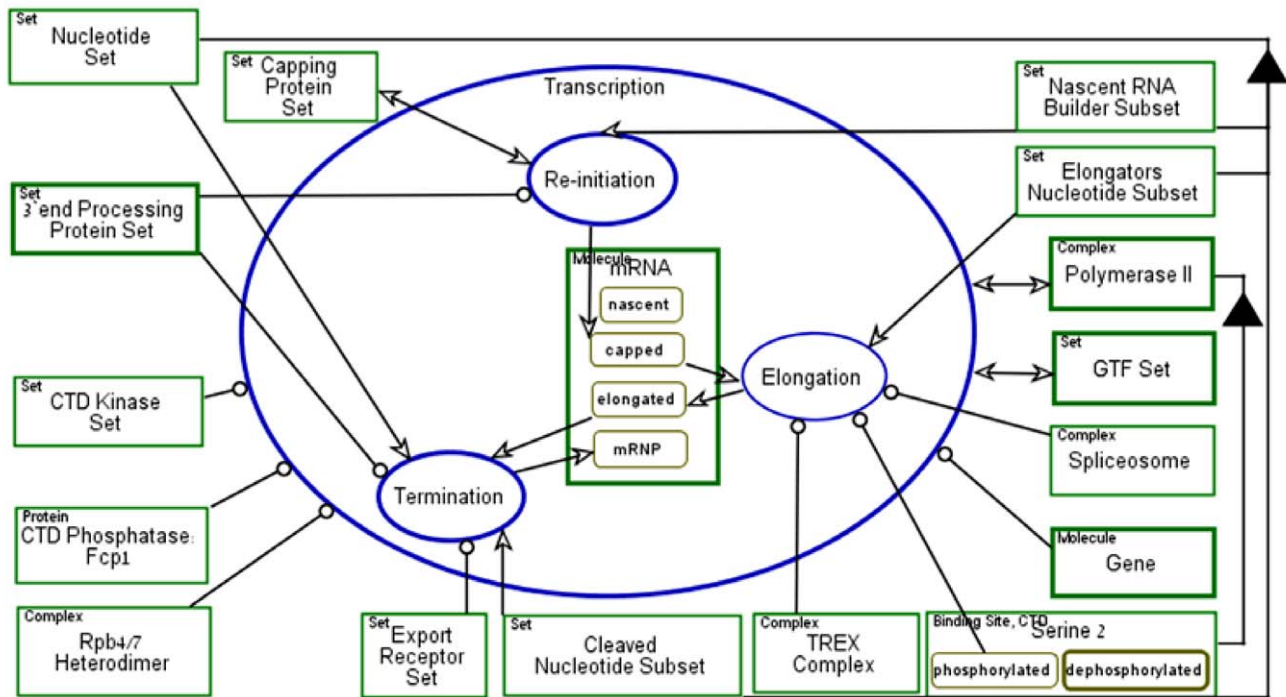 Set
Nucleotide
Set
Set
Capping
Protein
Set
Transcription
Set
Nascent RNA
Builder Subset
Re-initiation
Set
Elongators
Nucleotide Subset
Set
3'end Processing
Protein Set
Molecule
mRNA
nascent
capped
elongated
mRNP
Elongation
Complex
Polymerase II
Set
GTF Set
Set
CTD Kinase
Set
Complex
Spliceosome
Termination
Protein
CTD Phosphatase:
Fcp1
Molecule
Gene
Complex
Rpb4/7
Heterodimer
Set
Export
Receptor
Set
Set
Cleaved
Nucleotide Subset
Complex
TREX
Complex
Binding Site, CTD
Serine 2
phosphorylated
dephosphorylated